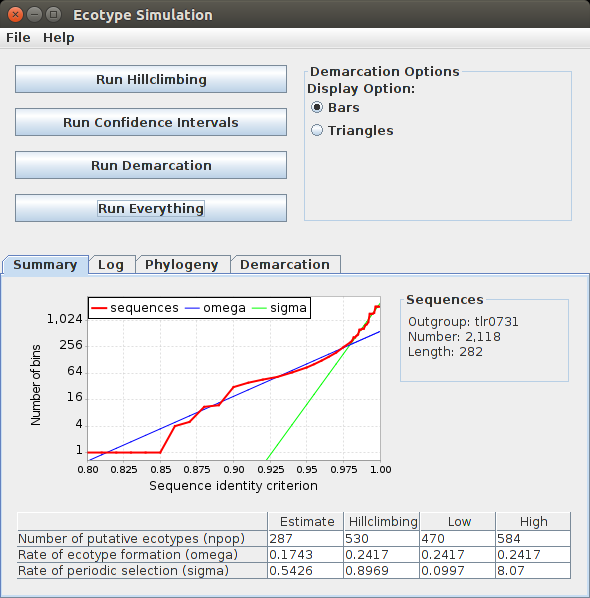 Ecotype Simulation
File Help
Run Hillclimbing
Run Confidence Intervals
Run Demarcation
Run Everything
Demarcation Options
Display Option:
Bars
Triangles
Summary Log Phylogeny Demarcation
sequences omega sigma
Number of bins
1,024
256
64
16
4
1
0.80 0.825 0.85 0.875 0.90 0.925 0.95 0.975 1.00
Sequence identity criterion
Sequences
Outgroup: tlr0731
Number: 2,118
Length: 282
Estimate Hillclimbing Low High
Number of putative ecotypes (npop) 287 530 470 584
Rate of ecotype formation (omega) 0.1743 0.2417 0.2417 0.2417
Rate of periodic selection (sigma) 0.5426 0.8969 0.0997 8.07